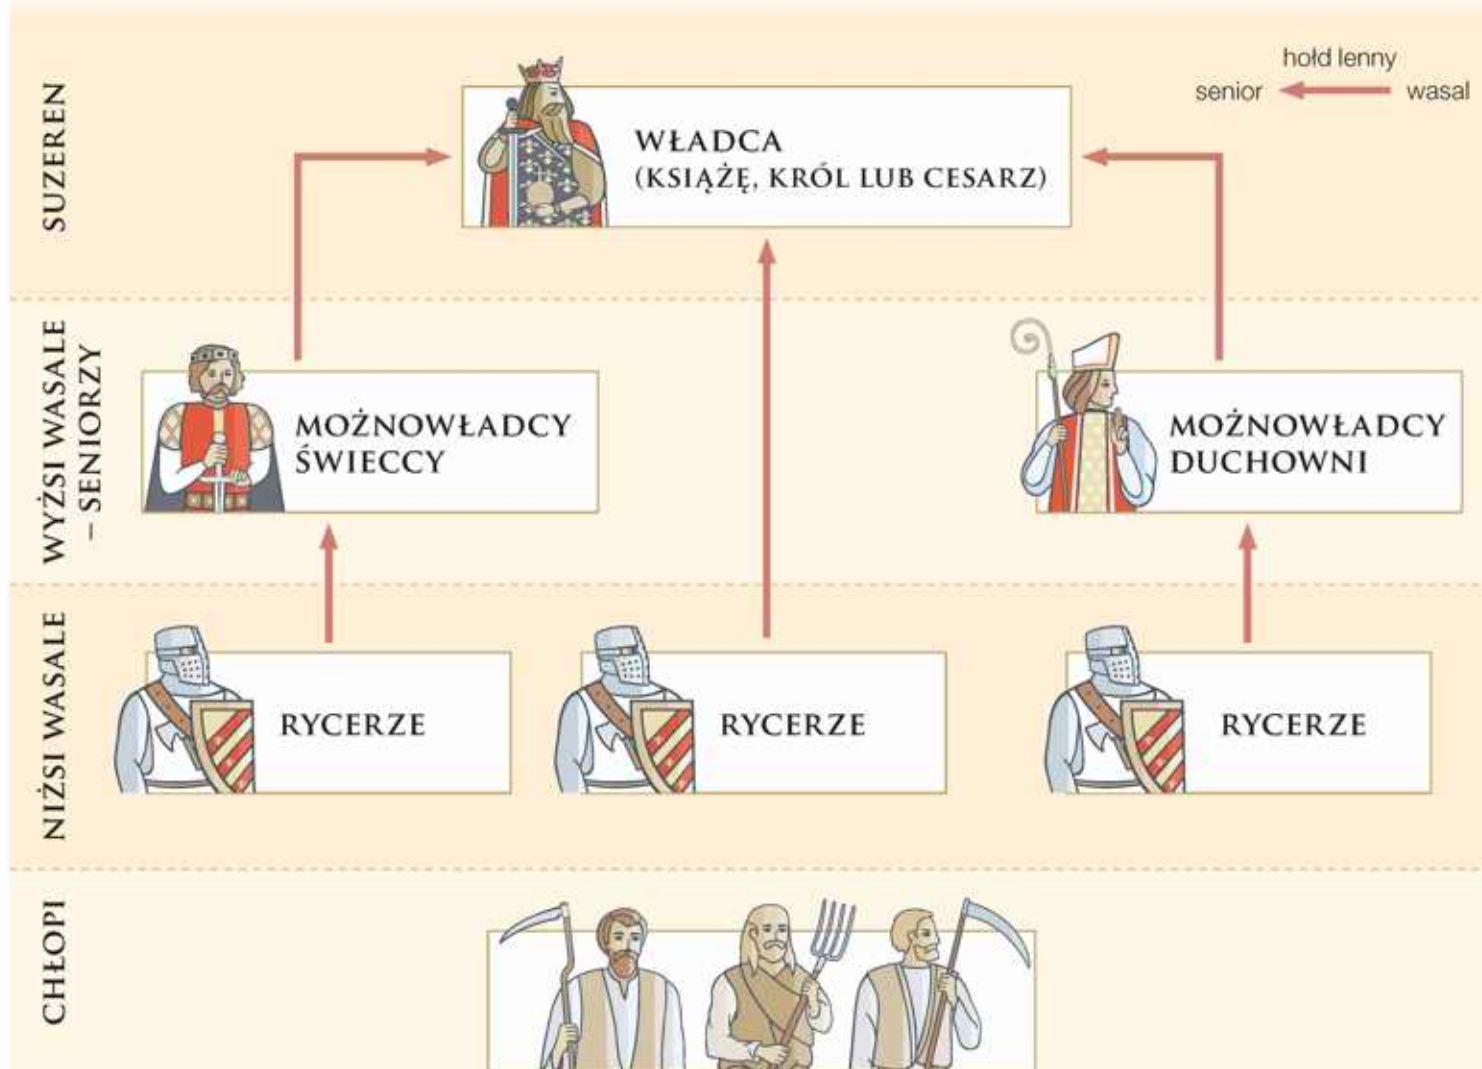 hołd lenny
senior wasal
SUZEREN
WŁADCA
(KSIĄŻĘ, KRÓL LUB CESARZ)
WYŻSI WASALE
– SENIORZY
MOŻNOWŁADCY
ŚWIECCY
MOŻNOWŁADCY
DUCHOWNI
NIŻSI WASALE
RYCERZE
RYCERZE
RYCERZE
CHŁOPI